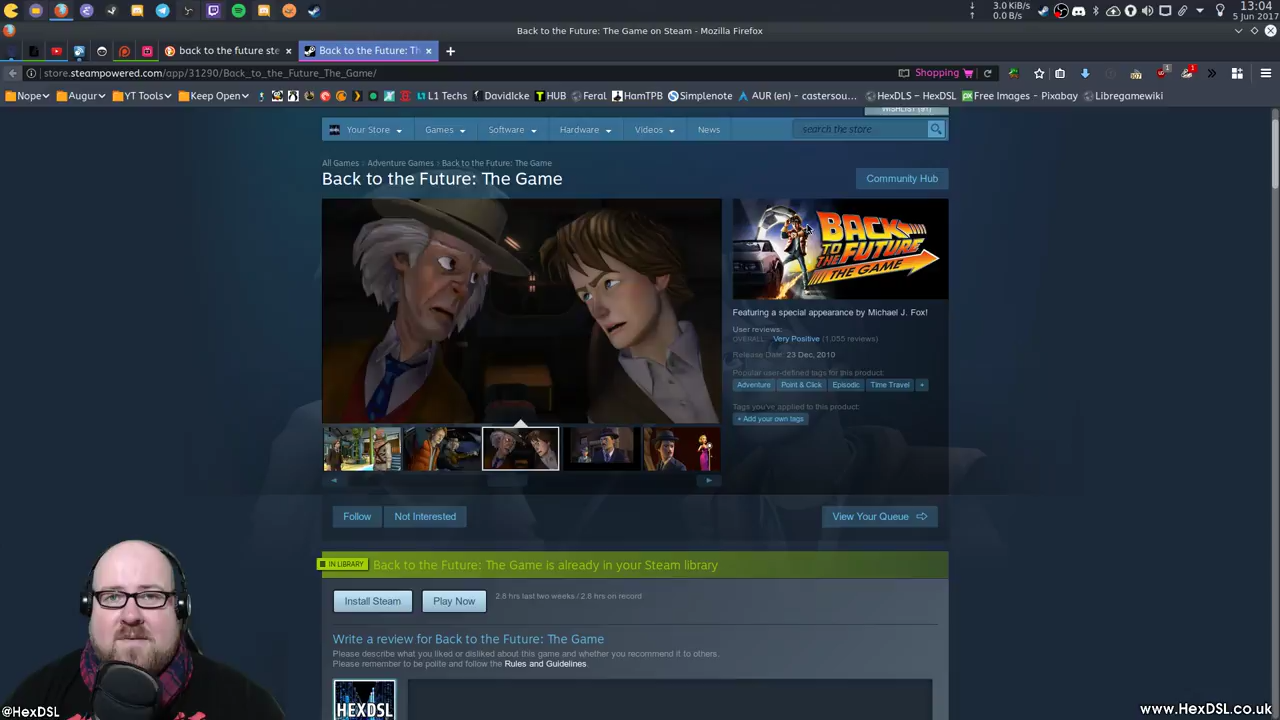 3.0 KiB/s
0.0 B/s
13:04
5 Jun 2017
Back to the Future: The Game on Steam - Mozilla Firefox
back to the future ste
Back to the Future: Th
store.steampowered.com/app/31290/Back_to_the_Future_The_Game/
Shopping
Nope
Augur
YT Tools
Keep Open
L1 Techs
DavidIcke
HUB
Feral
HamTPB
Simplenote
AUR (en) - castersou...
HexDLS – HexDSL
Free Images - Pixabay
Libregamewiki
Your Store
Games
Software
Hardware
Videos
News
search the store
All Games > Adventure Games > Back to the Future: The Game
Back to the Future: The Game
Community Hub
BACK TO THE FUTURE THE GAME
Featuring a special appearance by Michael J. Fox!
User reviews:
OVERALL: Very Positive (1,055 reviews)
Release Date: 23 Dec, 2010
Popular user-defined tags for this product:
Adventure Point & Click Episodic Time Travel +
Tags you've applied to this product:
+ Add your own tags
Follow
Not Interested
View Your Queue
IN LIBRARY
Back to the Future: The Game is already in your Steam library
Install Steam
Play Now
2.8 hrs last two weeks / 2.8 hrs on record
Write a review for Back to the Future: The Game
Please describe what you liked or disliked about this game and whether you recommend it to others.
Please remember to be polite and follow the Rules and Guidelines.
HEXDSL
@HexDSL
www.HexDSL.co.uk